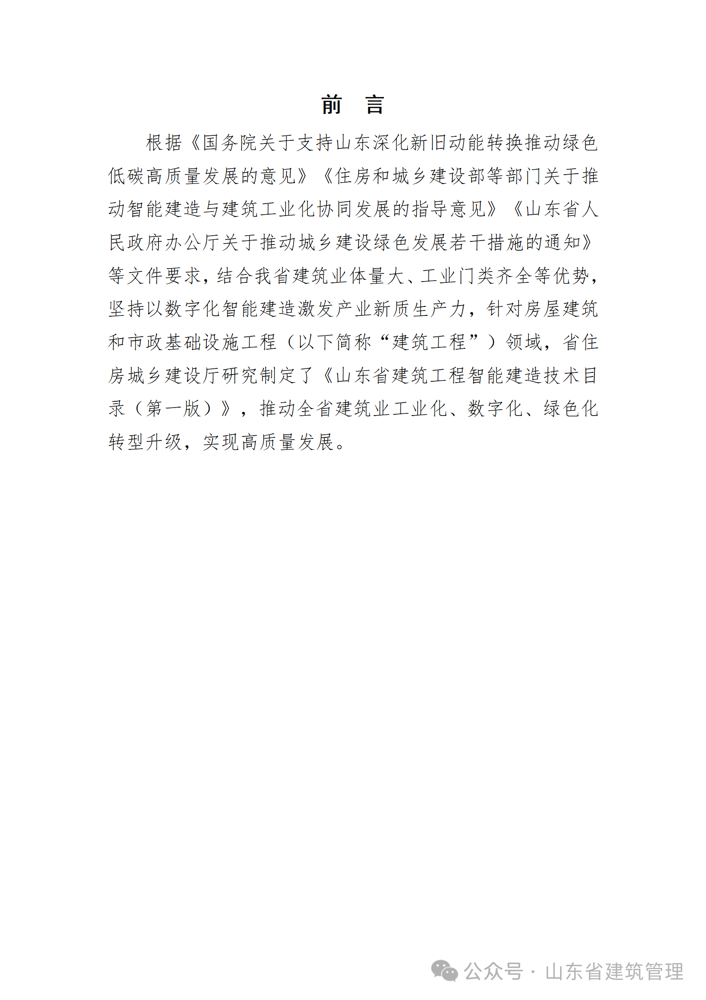 前　言
根据《国务院关于支持山东深化新旧动能转换推动绿色
低碳高质量发展的意见》《住房和城乡建设部等部门关于推
动智能建造与建筑工业化协同发展的指导意见》《山东省人
民政府办公厅关于推动城乡建设绿色发展若干措施的通知》
等文件要求，结合我省建筑业体量大、工业门类齐全等优势，
坚持以数字化智能建造激发产业新质生产力，针对房屋建筑
和市政基础设施工程（以下简称“建筑工程”）领域，省住
房城乡建设厅研究制定了《山东省建筑工程智能建造技术目
录（第一版）》，推动全省建筑业工业化、数字化、绿色化
转型升级，实现高质量发展。
公众号·山东省建筑管理